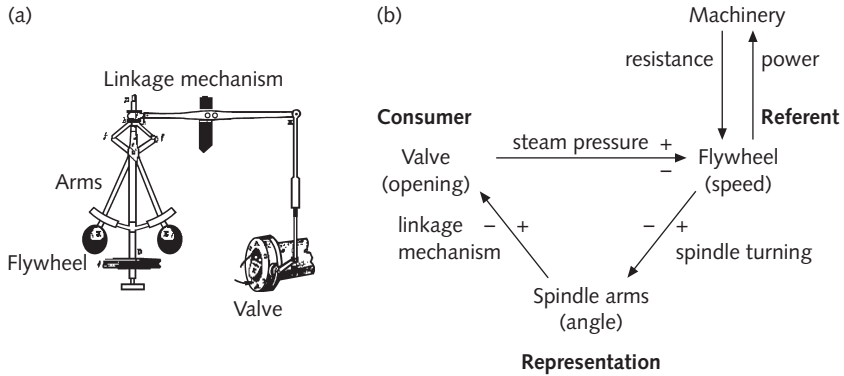 (a)
Linkage mechanism
Arms
Flywheel
Valve
(b)
Machinery
resistance
power
Consumer
Referent
steam pressure
+
−
Valve
(opening)
Flywheel
(speed)
linkage
mechanism
− +
− +
spindle turning
Spindle arms
(angle)
Representation